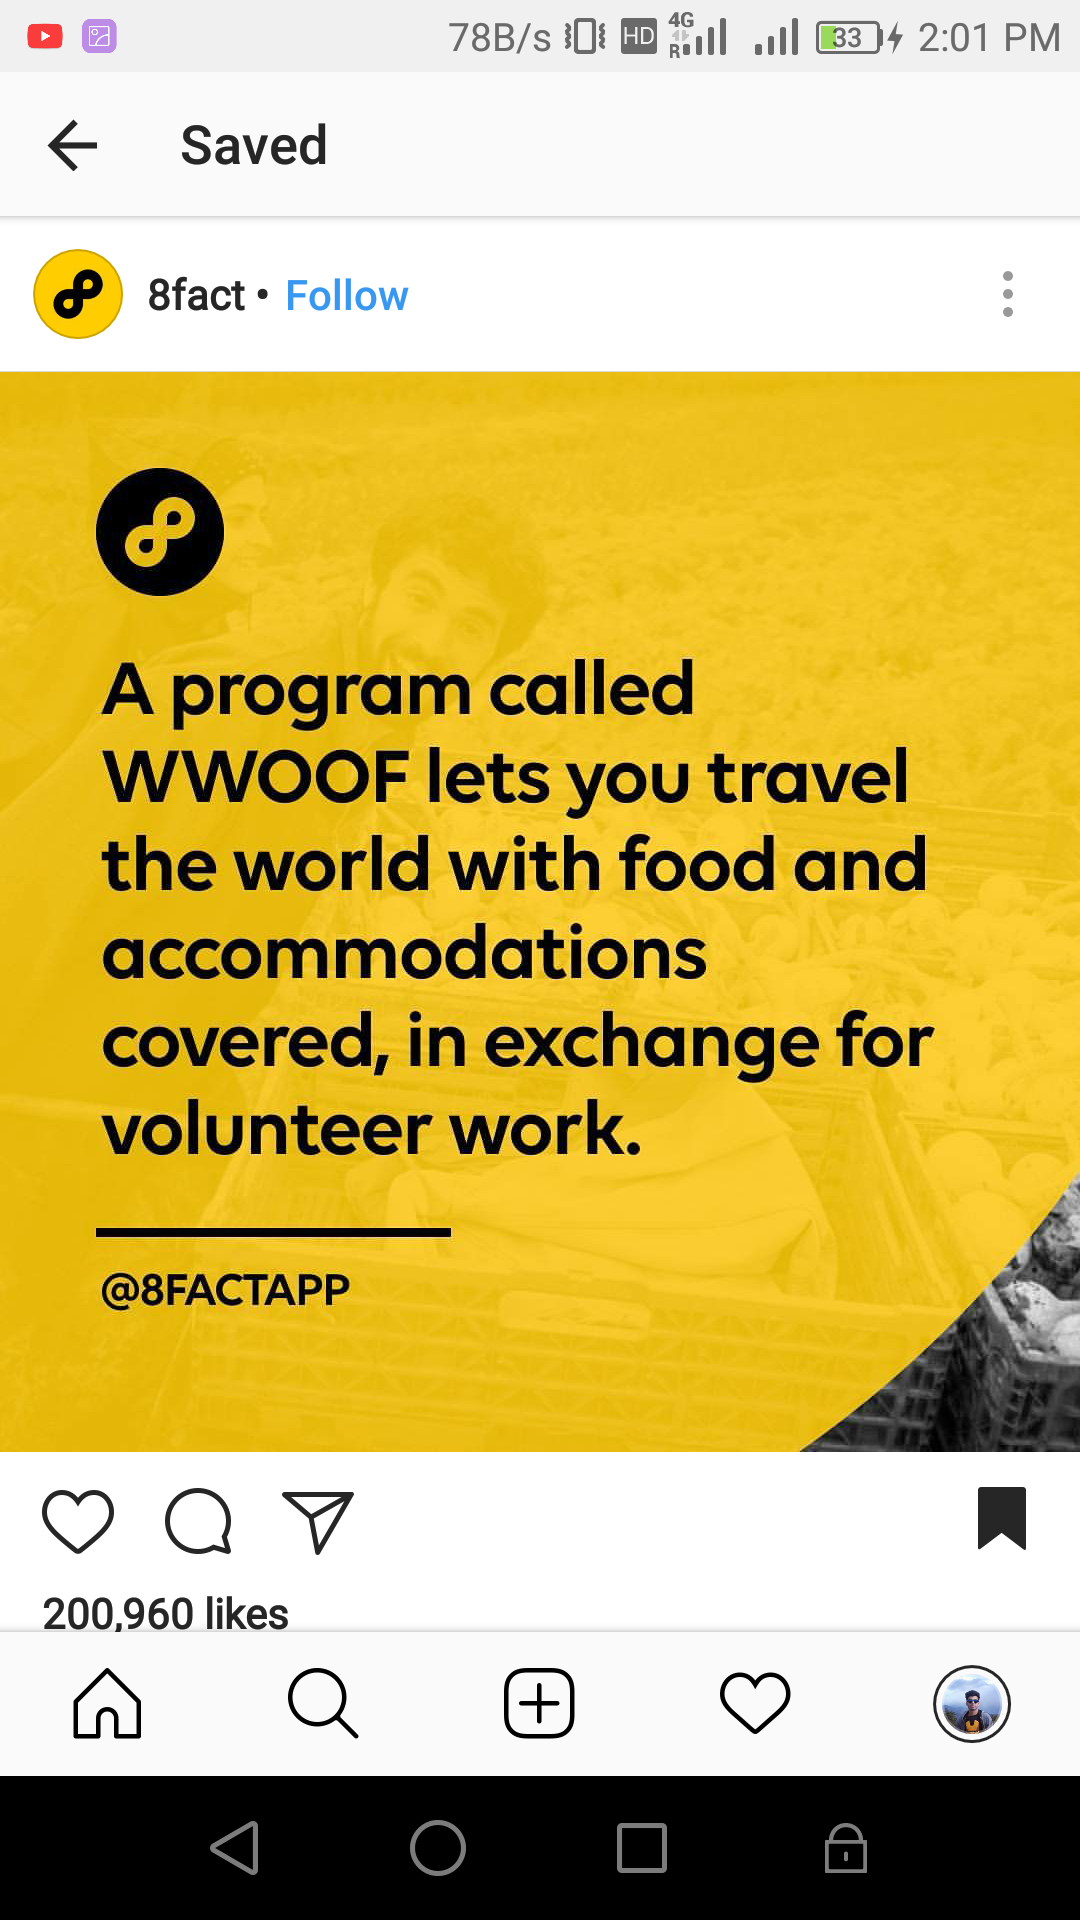 78B/s HD 4G R 33 2:01 PM
Saved
8fact • Follow
A program called
WWOOF lets you travel
the world with food and
accommodations
covered, in exchange for
volunteer work.
@8FACTAPP
200,960 likes